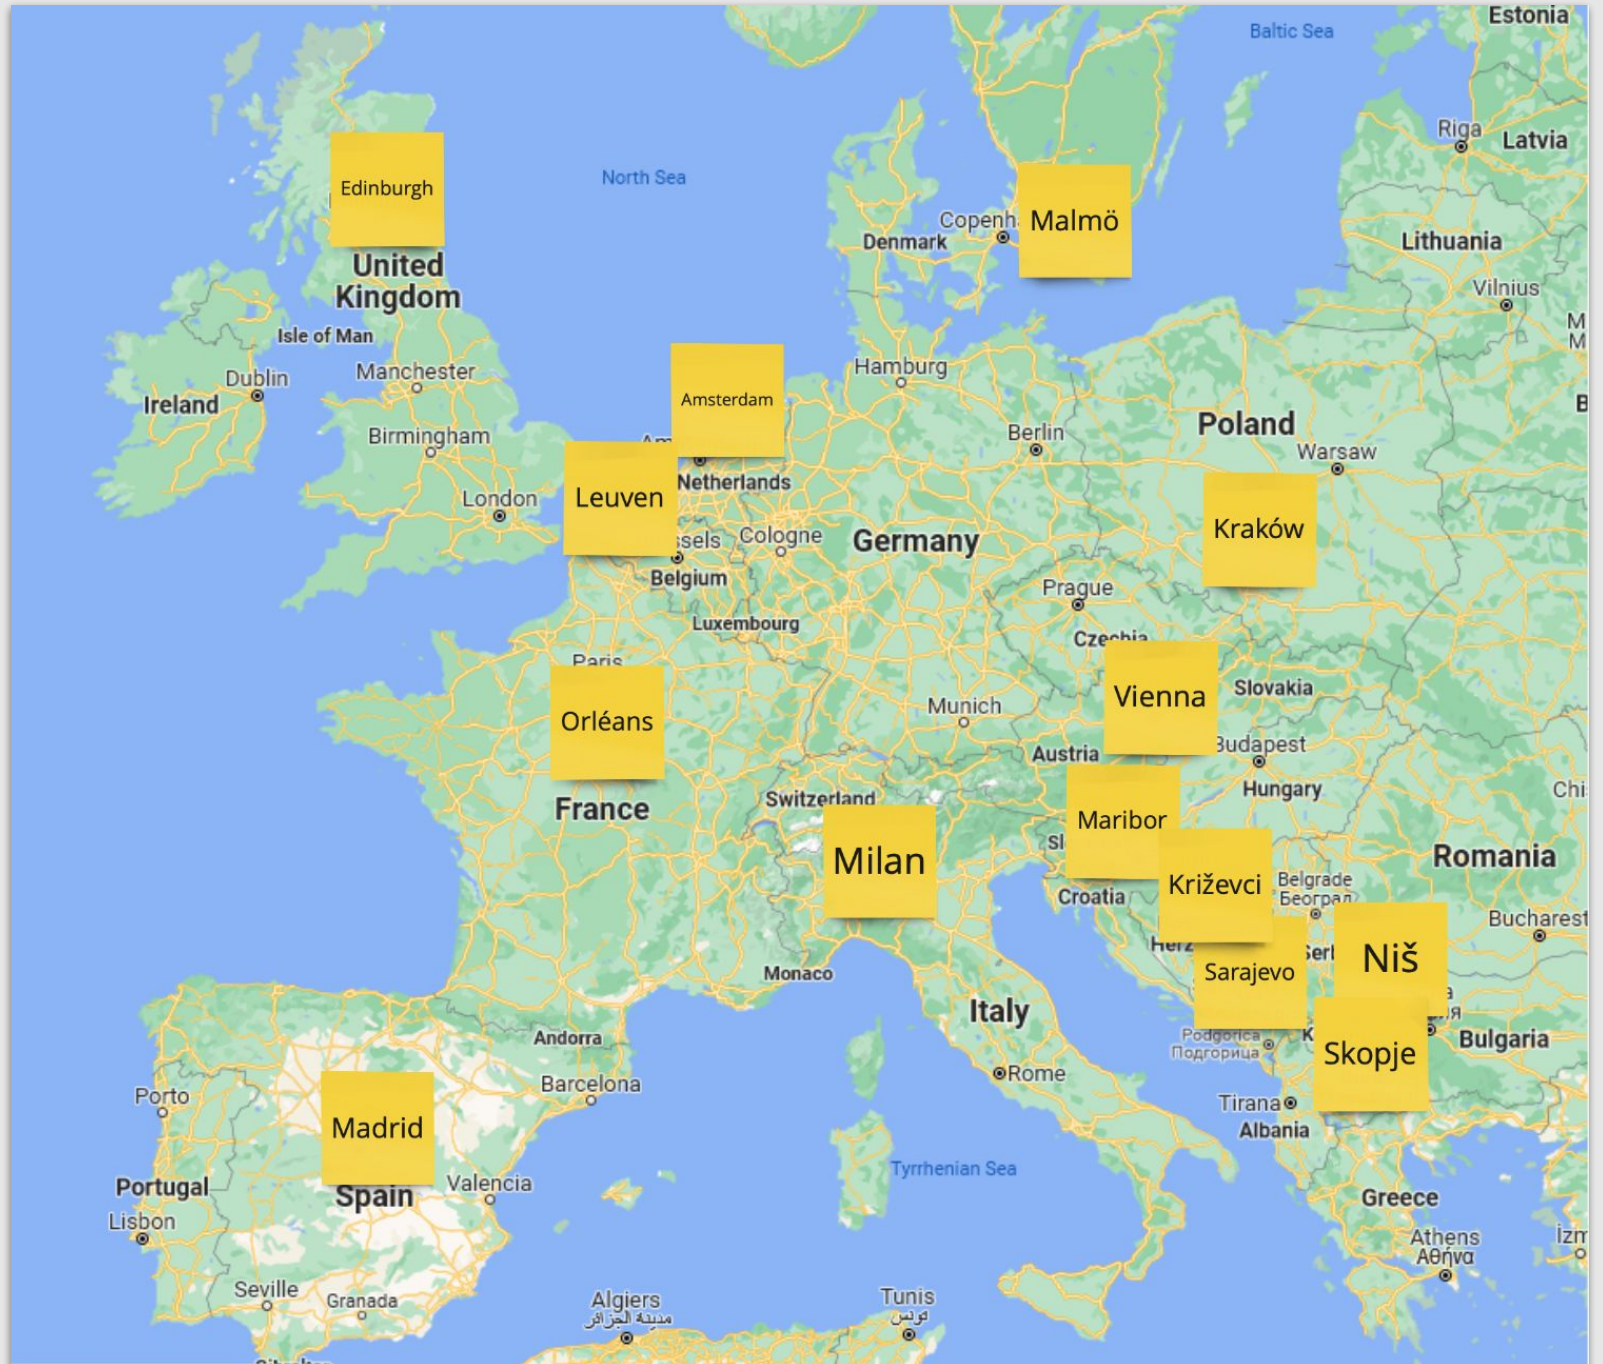 Estonia
Baltic Sea
Riga
Latvia
Edinburgh
North Sea
Malmö
Denmark
Lithuania
United
Kingdom
Vilnius
Isle of Man
Manchester
Dublin
Ireland
Hamburg
Amsterdam
Birmingham
Berlin
Poland
Warsaw
Netherlands
Leuven
London
Cologne
Germany
Kraków
Belgium
Prague
Luxembourg
Czechia
Paris
Vienna
Slovakia
Orléans
Munich
Austria
Budapest
Hungary
Switzerland
France
Maribor
Milan
Romania
Križevci
Belgrade
Београд
Croatia
Bucharest
Niš
Sarajevo
Monaco
Italy
Andorra
Podgorica
Подгорица
Skopje
Bulgaria
Rome
Barcelona
Porto
Tirana
Albania
Madrid
Tyrrhenian Sea
Valencia
Portugal
Spain
Greece
Lisbon
Athens
Αθήνα
Seville
Granada
Algiers
مدينة الجزائر
Tunis
تونس